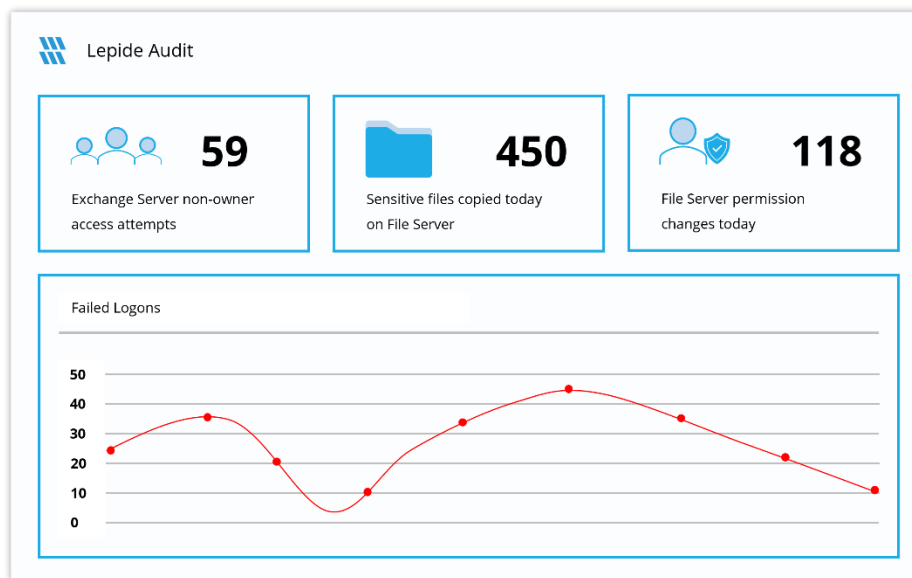 Lepide Audit
59
Exchange Server non-owner
access attempts
450
Sensitive files copied today
on File Server
118
File Server permission
changes today
Failed Logons
50
40
30
20
10
0